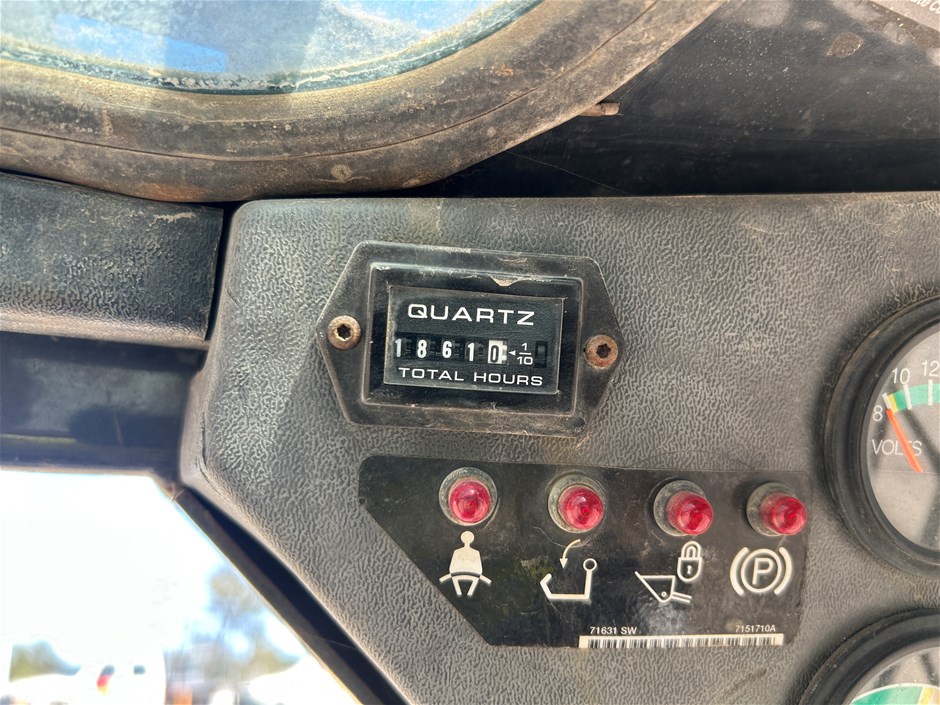 QUARTZ
18610 1/10
TOTAL HOURS
10 12
8
VOLTS
P
71631 SW 7151710A